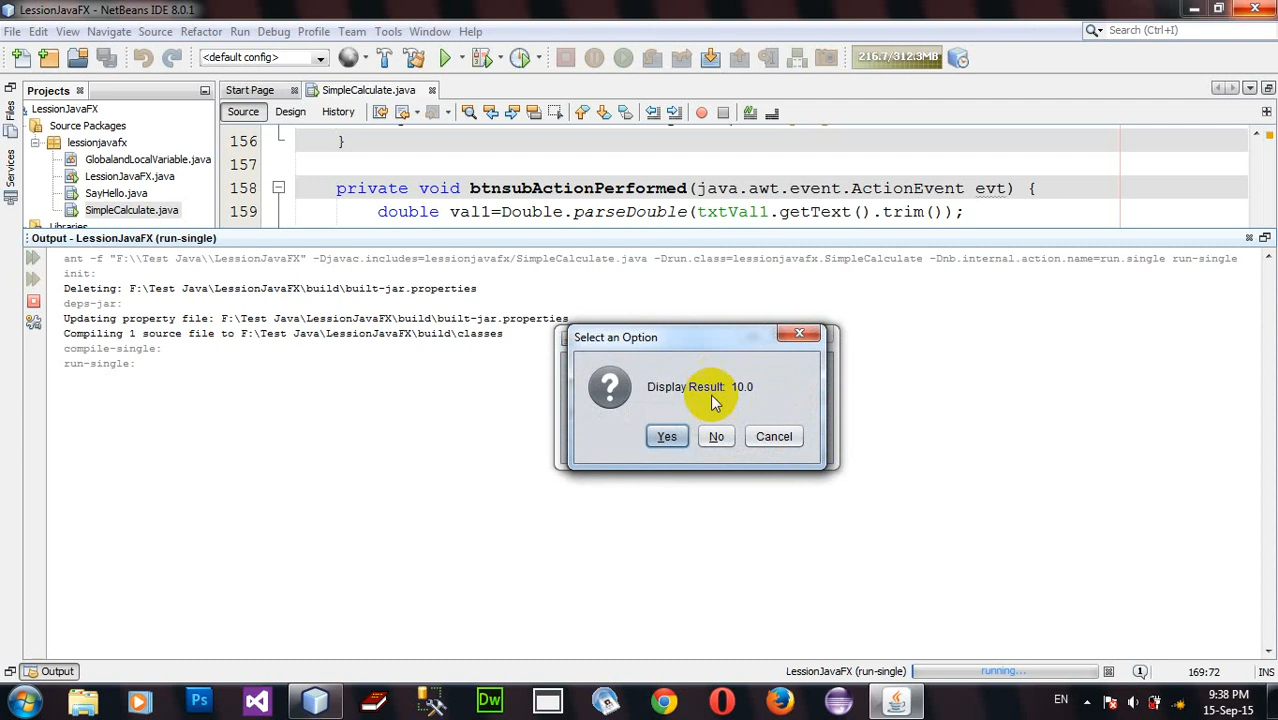 LessionJavaFX - NetBeans IDE 8.0.1
File Edit View Navigate Source Refactor Run Debug Profile Team Tools Window Help
Search (Ctrl+I)
<default config>
216.7/312.3MB
Files
Services
Projects
LessionJavaFX
Source Packages
lessionjavafx
GlobalandLocalVariable.java
LessionJavaFX.java
SayHello.java
SimpleCalculate.java
Libraries
Start Page
SimpleCalculate.java
Source Design History
156 }
157
158 private void btnsubActionPerformed(java.awt.event.ActionEvent evt) {
159 double val1=Double.parseDouble(txtVal1.getText().trim());
Output - LessionJavaFX (run-single)
ant -f "F:\\Test Java\\LessionJavaFX" -Djavac.includes=lessionjavafx/SimpleCalculate.java -Drun.class=lessionjavafx.SimpleCalculate -Dnb.internal.action.name=run.single run-single
init:
Deleting: F:\Test Java\LessionJavaFX\build\built-jar.properties
deps-jar:
Updating property file: F:\Test Java\LessionJavaFX\build\built-jar.properties
Compiling 1 source file to F:\Test Java\LessionJavaFX\build\classes
compile-single:
run-single:
Select an Option
Display Result: 10.0
Yes No Cancel
Output
LessionJavaFX (run-single)
running...
1
169:72
INS
Ps
Dw
EN
9:38 PM
15-Sep-15